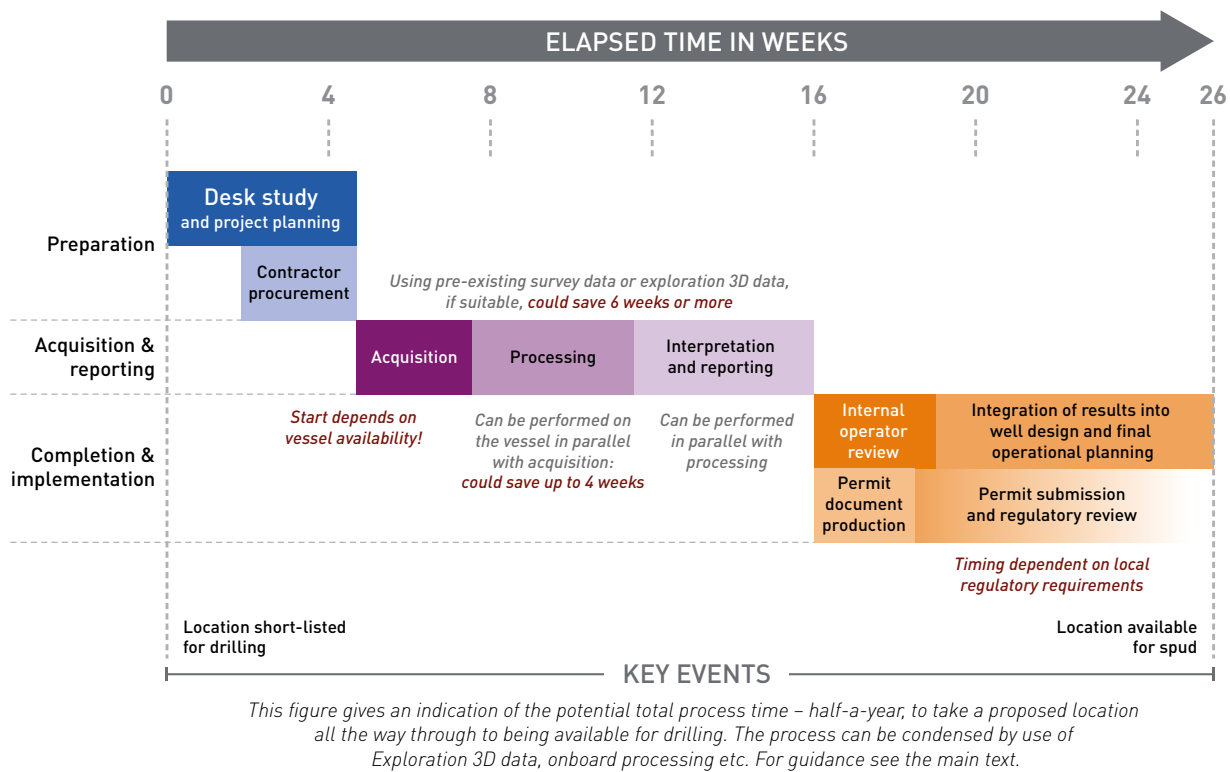 ELAPSED TIME IN WEEKS
0 4 8 12 16 20 24 26
Desk study
and project planning
Preparation
Contractor
procurement
Using pre-existing survey data or exploration 3D data,
if suitable, could save 6 weeks or more
Acquisition &
reporting
Acquisition
Processing
Interpretation
and reporting
Start depends on
vessel availability!
Can be performed on
the vessel in parallel
with acquisition:
could save up to 4 weeks
Can be performed
in parallel with
processing
Completion &
implementation
Internal
operator
review
Integration of results into
well design and final
operational planning
Permit
document
production
Permit submission
and regulatory review
Timing dependent on local
regulatory requirements
Location short-listed
for drilling
Location available
for spud
KEY EVENTS
This figure gives an indication of the potential total process time – half-a-year, to take a proposed location
all the way through to being available for drilling. The process can be condensed by use of
Exploration 3D data, onboard processing etc. For guidance see the main text.